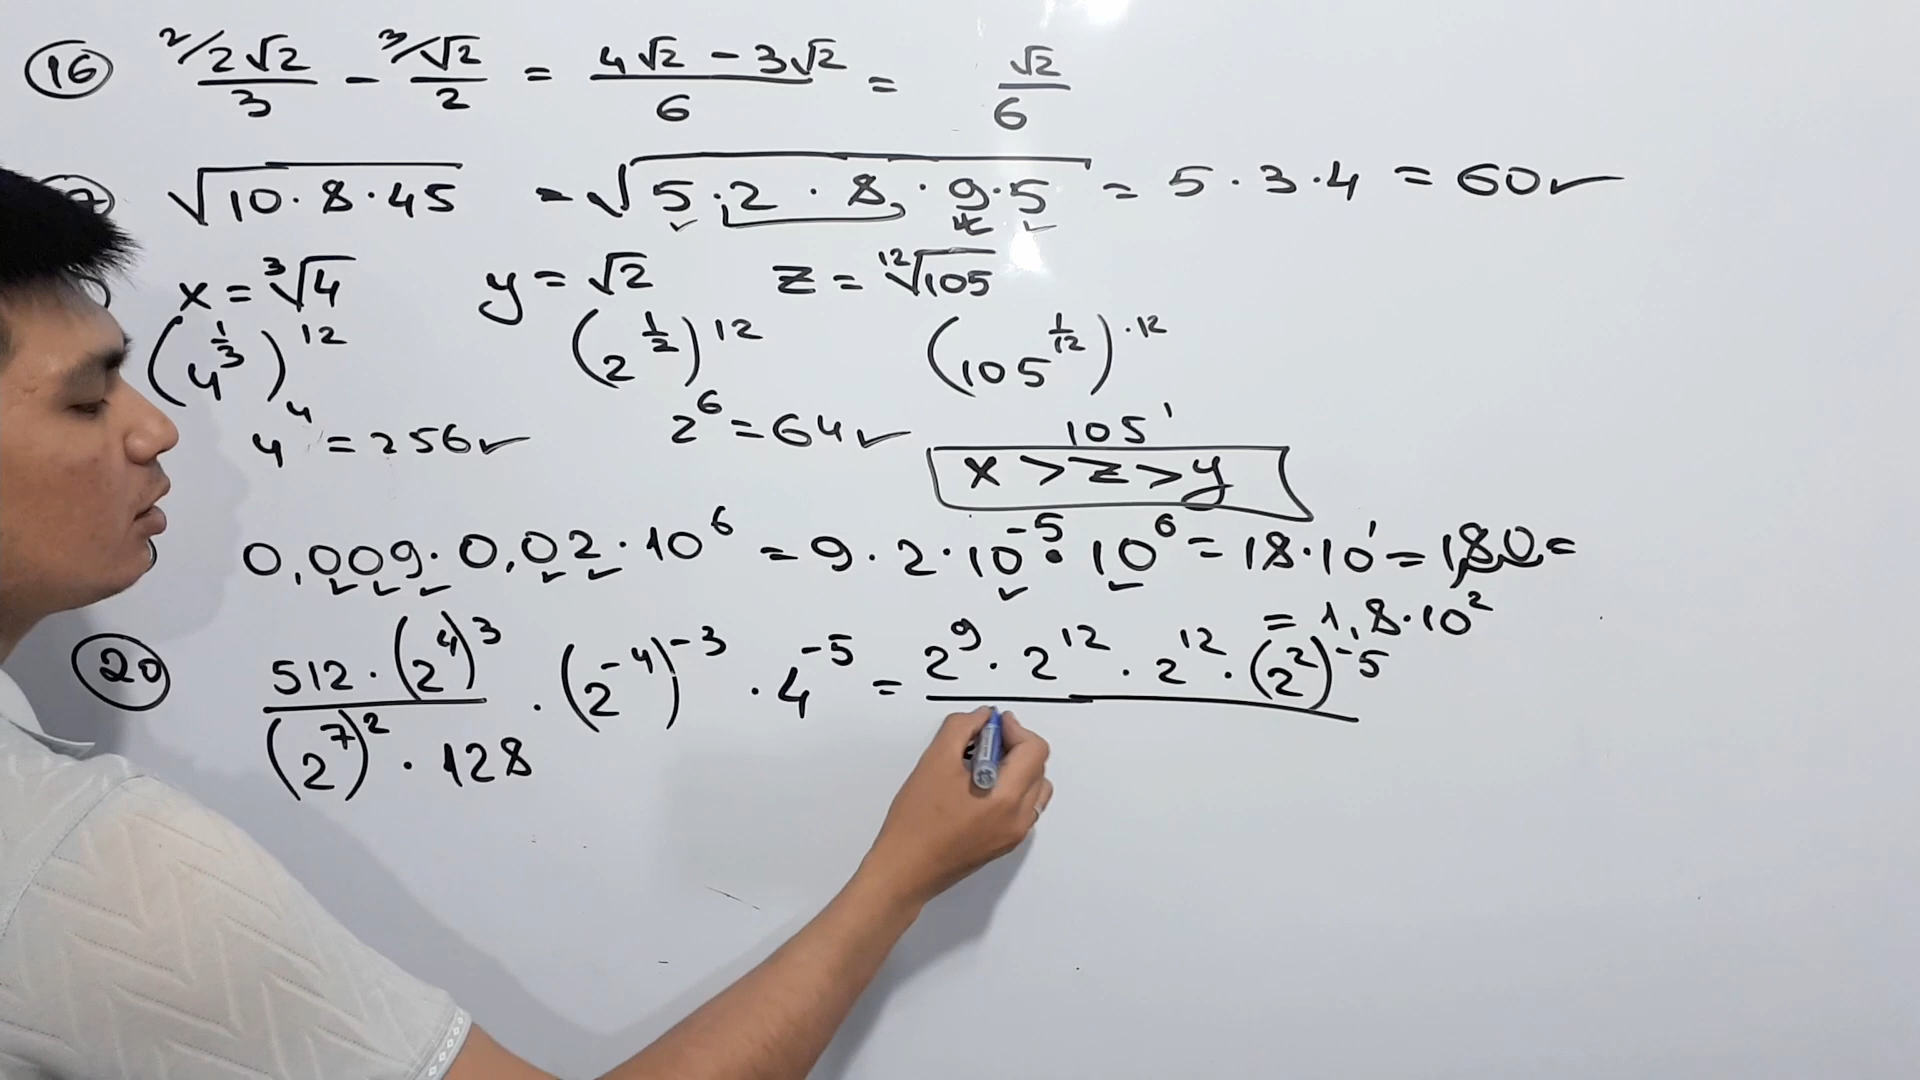 16 2/ 2√2/3 - 3/ √2/2 = (4√2 - 3√2)/6 = √2/6
√(10·8·45) = √(5·2·8·9·5) = 5·3·4 = 60 ✓
x = ³√4 y = √2 z = ¹²√105
(4^(1/3))^12 (2^(1/2))^12 (105^(1/12))^·12
4^4 = 256 ✓ 2^6 = 64 ✓ 105^1
x > z > y
0,009·0,02·10^6 = 9·2·10^-5·10^6 = 18·10^1 = 1,80 =
= 1,8·10^2
20 (512·(2^4)^3)/((2^7)^2·128)·(2^-4)^-3·4^-5 = 2^9·2^12·2^12·(2^2)^-5